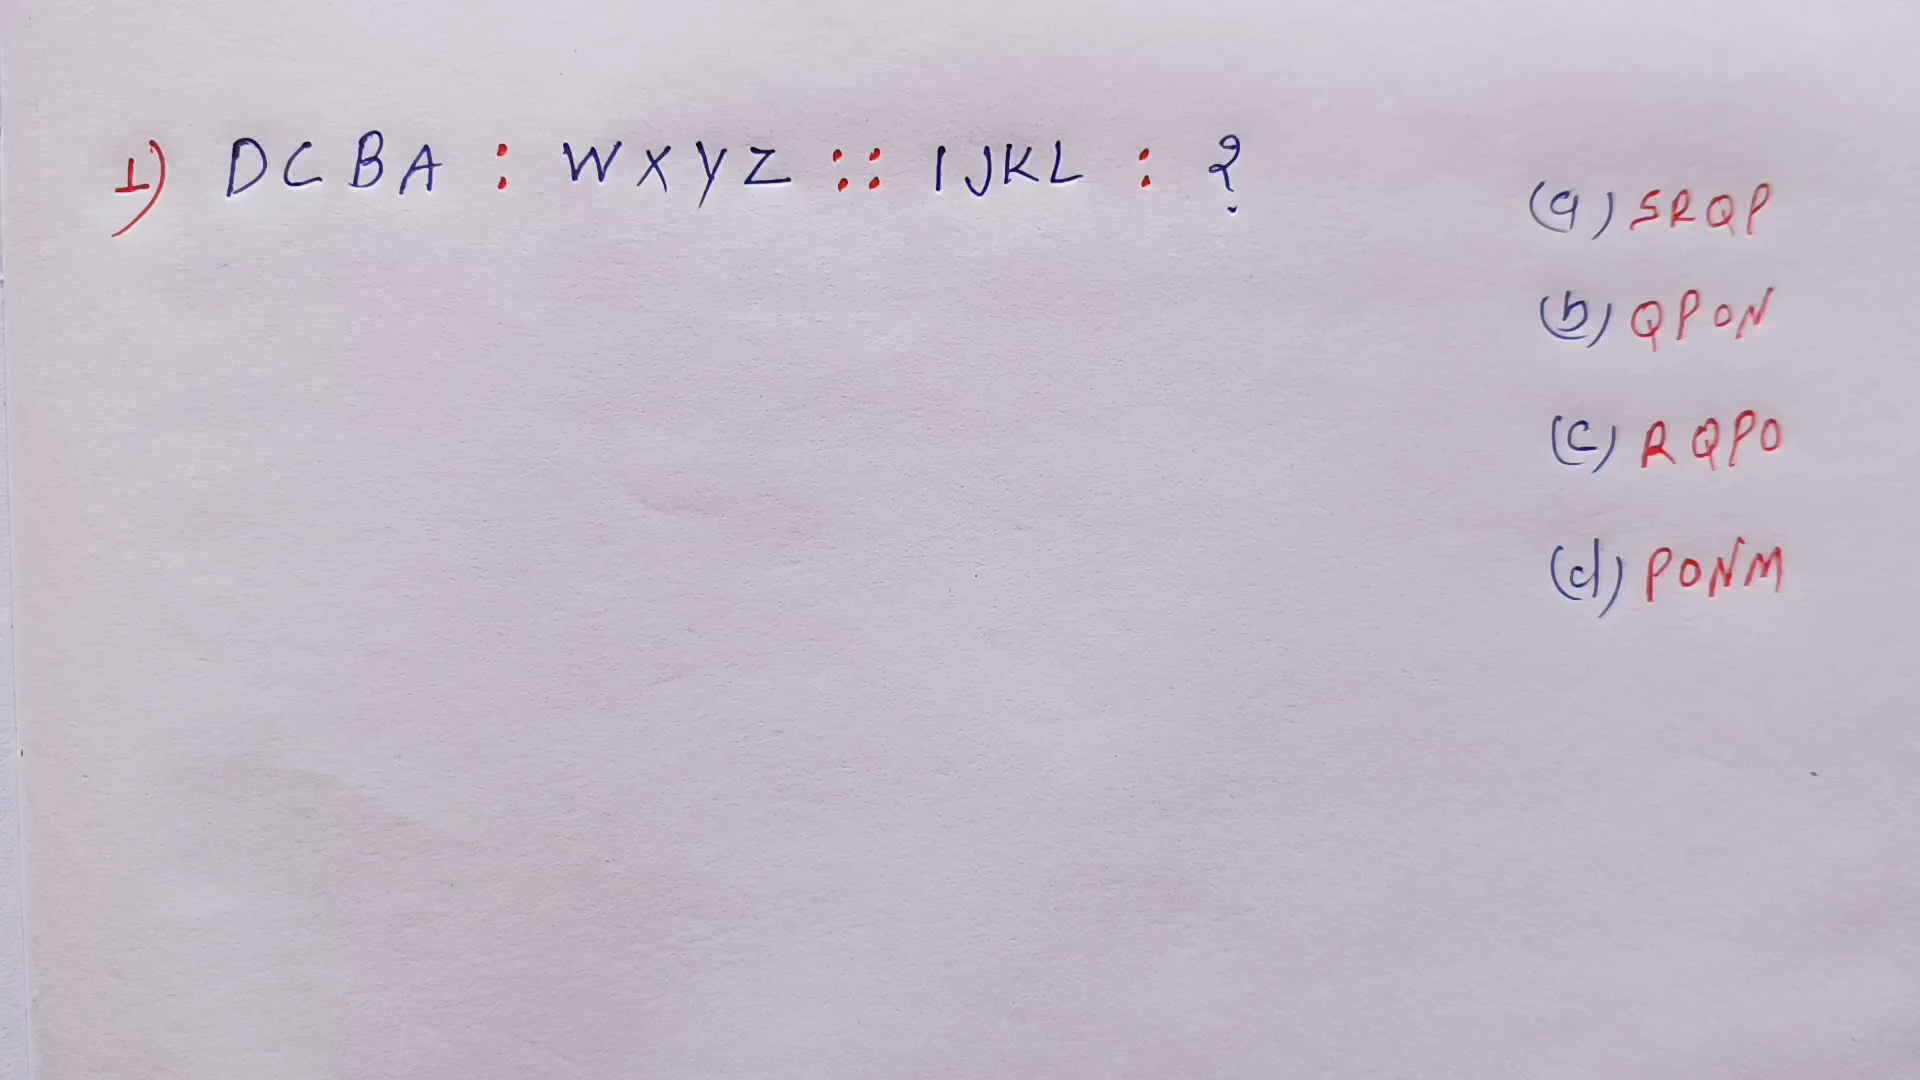 1) DCBA : WXYZ :: IJKL : ?
(a) SRQP
(b) QPON
(c) RQPO
(d) PONM